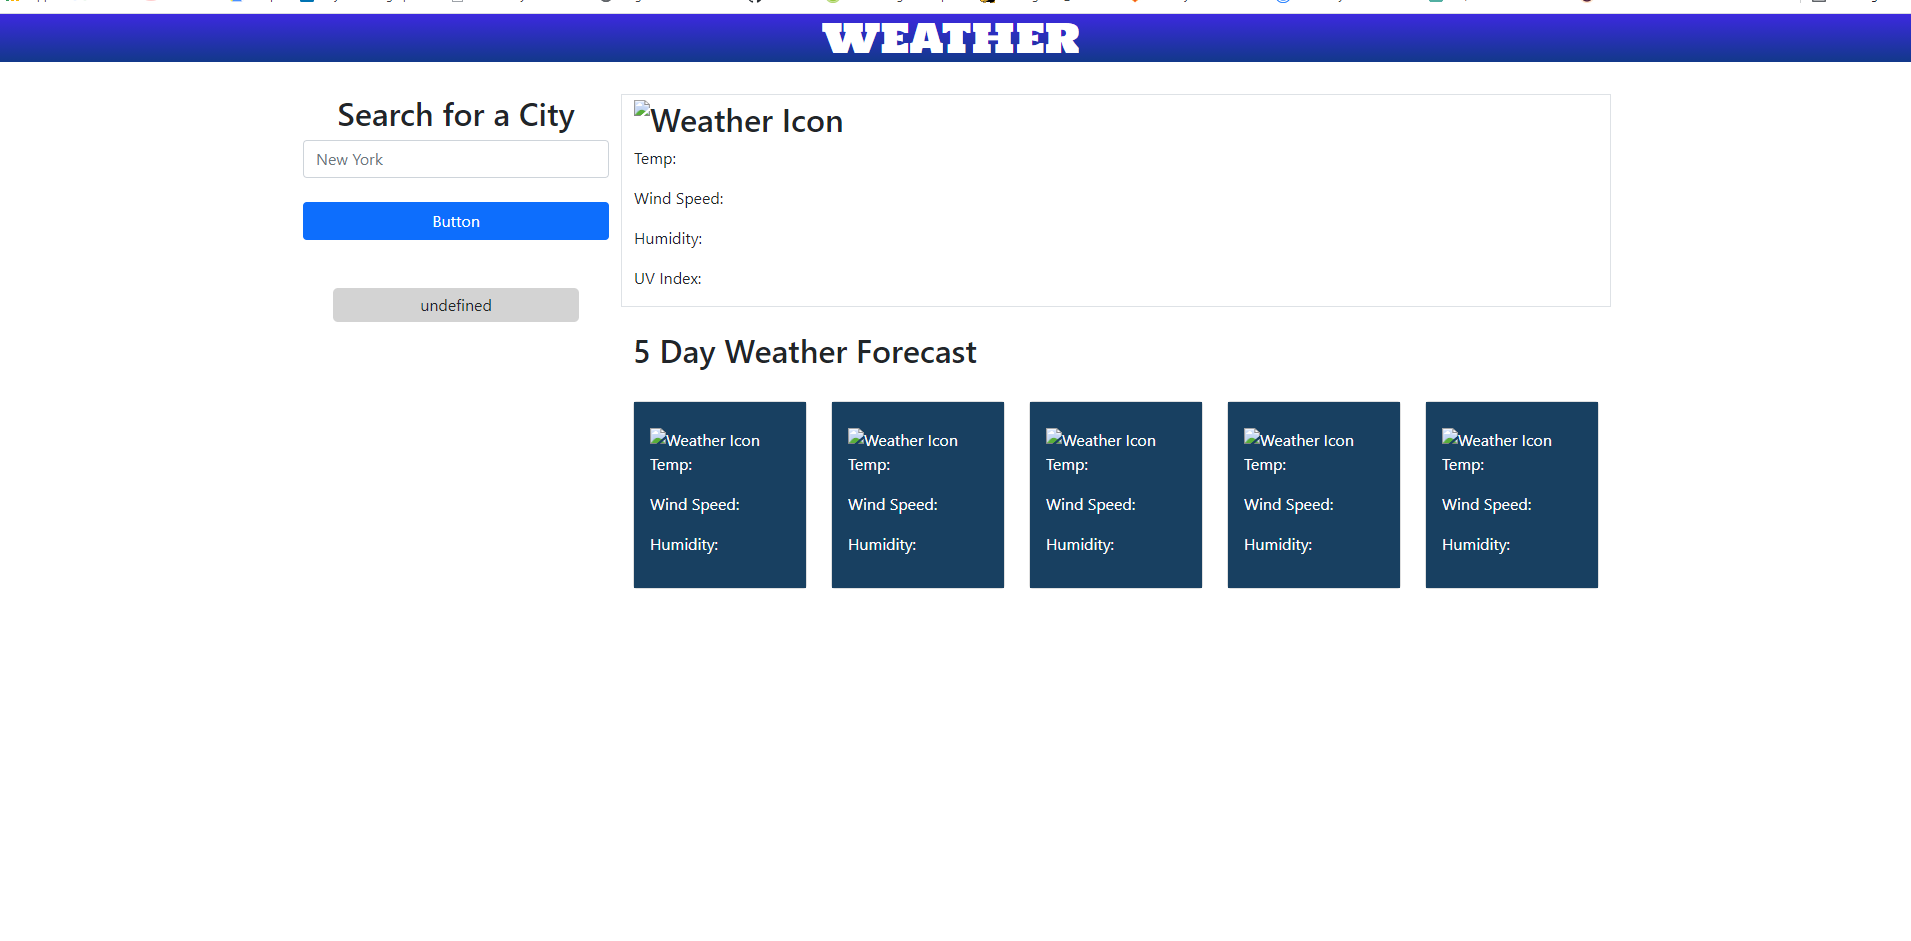 WEATHER
Search for a City
New York
Button
undefined
Weather Icon
Temp:
Wind Speed:
Humidity:
UV Index:
5 Day Weather Forecast
Weather Icon
Temp:
Wind Speed:
Humidity:
Weather Icon
Temp:
Wind Speed:
Humidity:
Weather Icon
Temp:
Wind Speed:
Humidity:
Weather Icon
Temp:
Wind Speed:
Humidity:
Weather Icon
Temp:
Wind Speed:
Humidity: